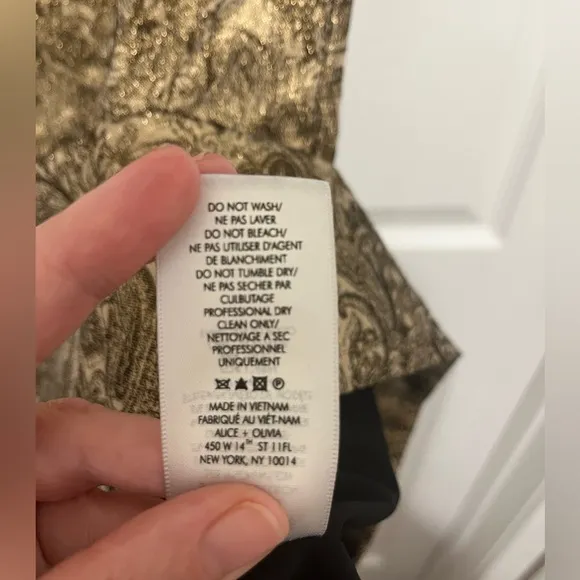 DO NOT WASH/
NE PAS LAVER
DO NOT BLEACH/
NE PAS UTILISER D'AGENT
DE BLANCHIMENT
DO NOT TUMBLE DRY/
NE PAS SECHER PAR
CULBUTAGE
PROFESSIONAL DRY
CLEAN ONLY/
NETTOYAGE A SEC
PROFESSIONNEL
UNIQUEMENT
P
MADE IN VIETNAM
FABRIQUÉ AU VIÊT-NAM
ALICE + OLIVIA
450 W 14™ ST 11FL
NEW YORK, NY 10014